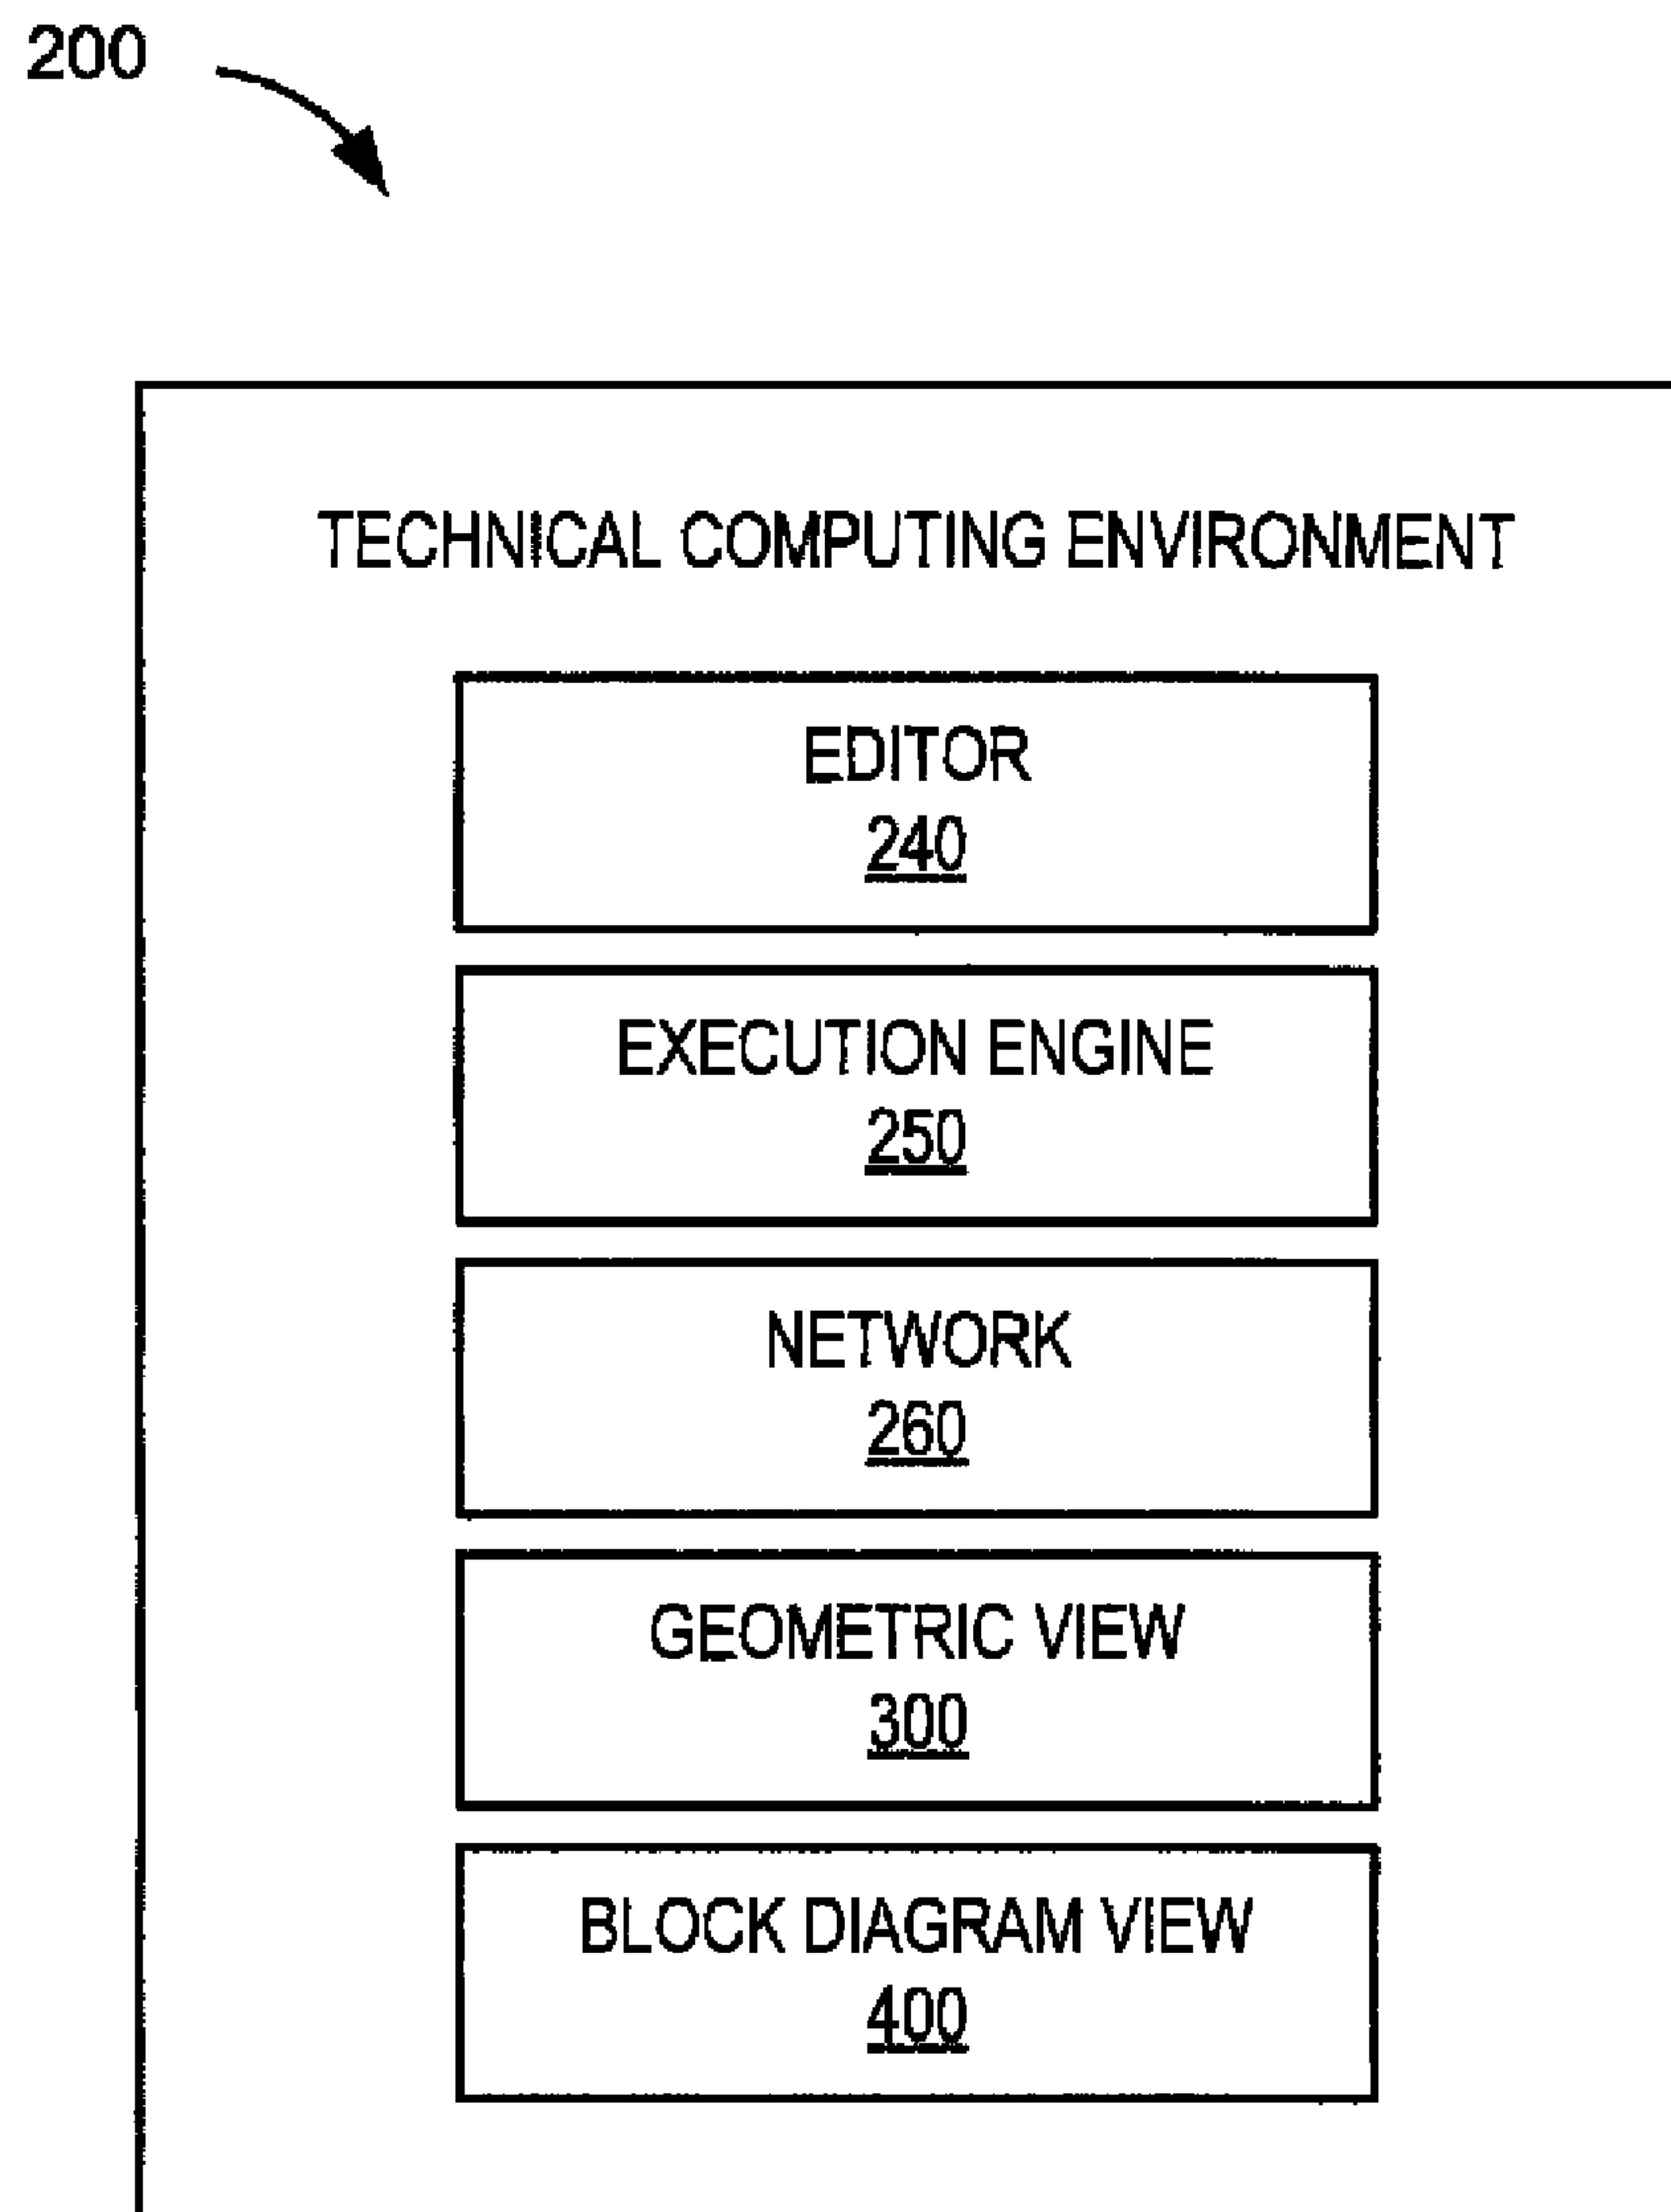 200
TECHNICAL COMPUTING ENVIRONMENT
EDITOR
240
EXECUTION ENGINE
250
NETWORK
260
GEOMETRIC VIEW
300
BLOCK DIAGRAM VIEW
400